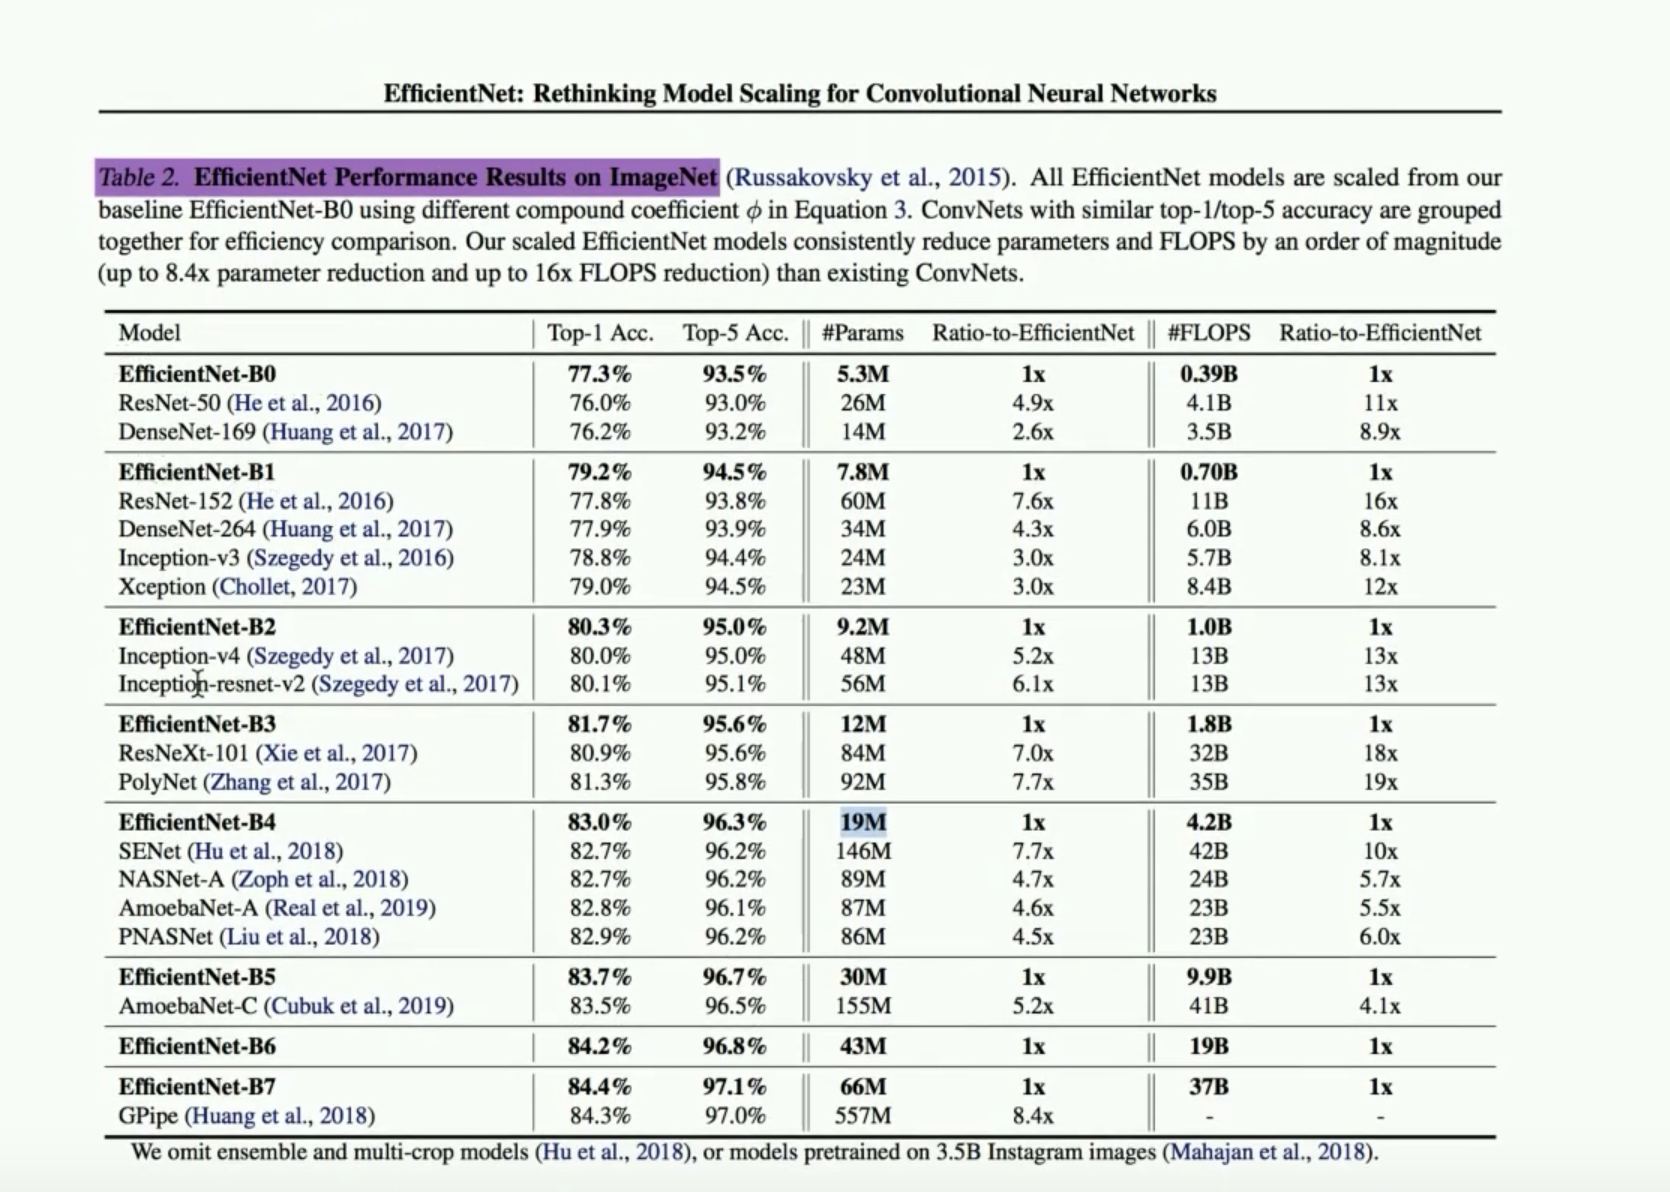 EfficientNet: Rethinking Model Scaling for Convolutional Neural Networks
Table 2. EfficientNet Performance Results on ImageNet (Russakovsky et al., 2015). All EfficientNet models are scaled from our
baseline EfficientNet-B0 using different compound coefficient ϕ in Equation 3. ConvNets with similar top-1/top-5 accuracy are grouped
together for efficiency comparison. Our scaled EfficientNet models consistently reduce parameters and FLOPS by an order of magnitude
(up to 8.4x parameter reduction and up to 16x FLOPS reduction) than existing ConvNets.
Model Top-1 Acc. Top-5 Acc. #Params Ratio-to-EfficientNet #FLOPS Ratio-to-EfficientNet
EfficientNet-B0 77.3% 93.5% 5.3M 1x 0.39B 1x
ResNet-50 (He et al., 2016) 76.0% 93.0% 26M 4.9x 4.1B 11x
DenseNet-169 (Huang et al., 2017) 76.2% 93.2% 14M 2.6x 3.5B 8.9x
EfficientNet-B1 79.2% 94.5% 7.8M 1x 0.70B 1x
ResNet-152 (He et al., 2016) 77.8% 93.8% 60M 7.6x 11B 16x
DenseNet-264 (Huang et al., 2017) 77.9% 93.9% 34M 4.3x 6.0B 8.6x
Inception-v3 (Szegedy et al., 2016) 78.8% 94.4% 24M 3.0x 5.7B 8.1x
Xception (Chollet, 2017) 79.0% 94.5% 23M 3.0x 8.4B 12x
EfficientNet-B2 80.3% 95.0% 9.2M 1x 1.0B 1x
Inception-v4 (Szegedy et al., 2017) 80.0% 95.0% 48M 5.2x 13B 13x
Inception-resnet-v2 (Szegedy et al., 2017) 80.1% 95.1% 56M 6.1x 13B 13x
EfficientNet-B3 81.7% 95.6% 12M 1x 1.8B 1x
ResNeXt-101 (Xie et al., 2017) 80.9% 95.6% 84M 7.0x 32B 18x
PolyNet (Zhang et al., 2017) 81.3% 95.8% 92M 7.7x 35B 19x
EfficientNet-B4 83.0% 96.3% 19M 1x 4.2B 1x
SENet (Hu et al., 2018) 82.7% 96.2% 146M 7.7x 42B 10x
NASNet-A (Zoph et al., 2018) 82.7% 96.2% 89M 4.7x 24B 5.7x
AmoebaNet-A (Real et al., 2019) 82.8% 96.1% 87M 4.6x 23B 5.5x
PNASNet (Liu et al., 2018) 82.9% 96.2% 86M 4.5x 23B 6.0x
EfficientNet-B5 83.7% 96.7% 30M 1x 9.9B 1x
AmoebaNet-C (Cubuk et al., 2019) 83.5% 96.5% 155M 5.2x 41B 4.1x
EfficientNet-B6 84.2% 96.8% 43M 1x 19B 1x
EfficientNet-B7 84.4% 97.1% 66M 1x 37B 1x
GPipe (Huang et al., 2018) 84.3% 97.0% 557M 8.4x - -
We omit ensemble and multi-crop models (Hu et al., 2018), or models pretrained on 3.5B Instagram images (Mahajan et al., 2018).